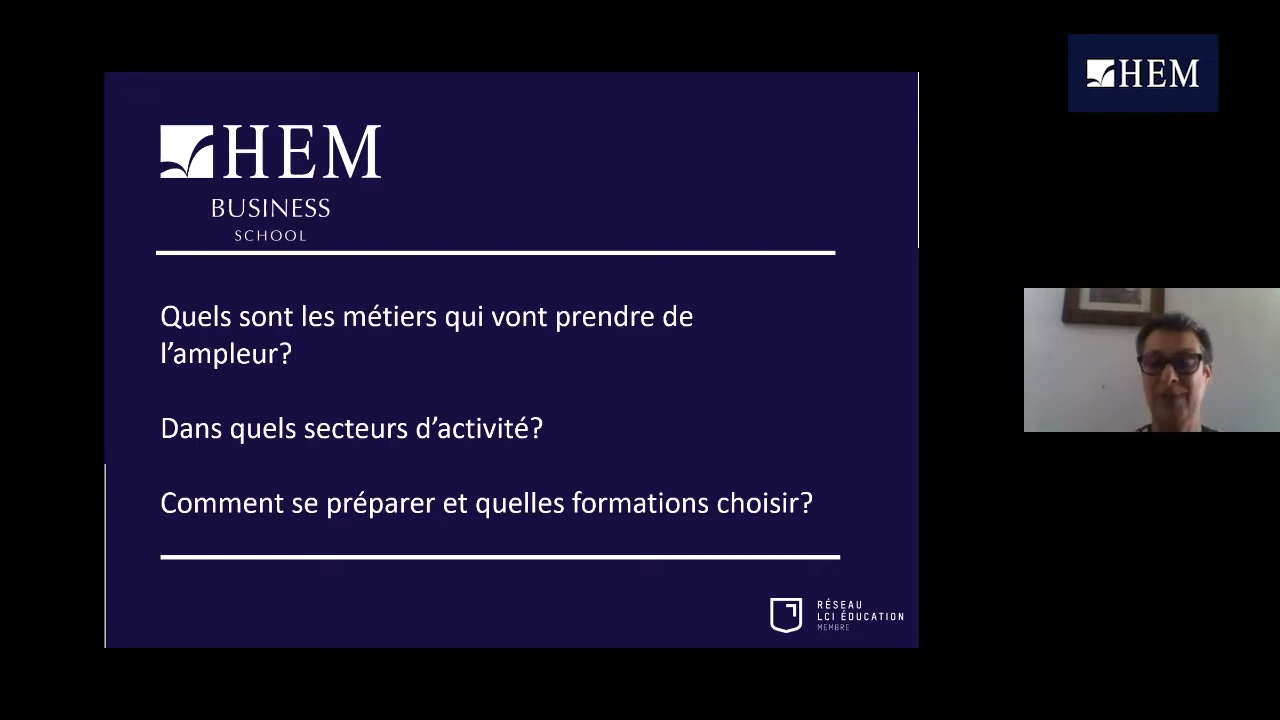 HEM
HEM
BUSINESS
SCHOOL
Quels sont les métiers qui vont prendre de
l’ampleur?
Dans quels secteurs d’activité?
Comment se préparer et quelles formations choisir?
RÉSEAU
LCI ÉDUCATION
MEMBRE